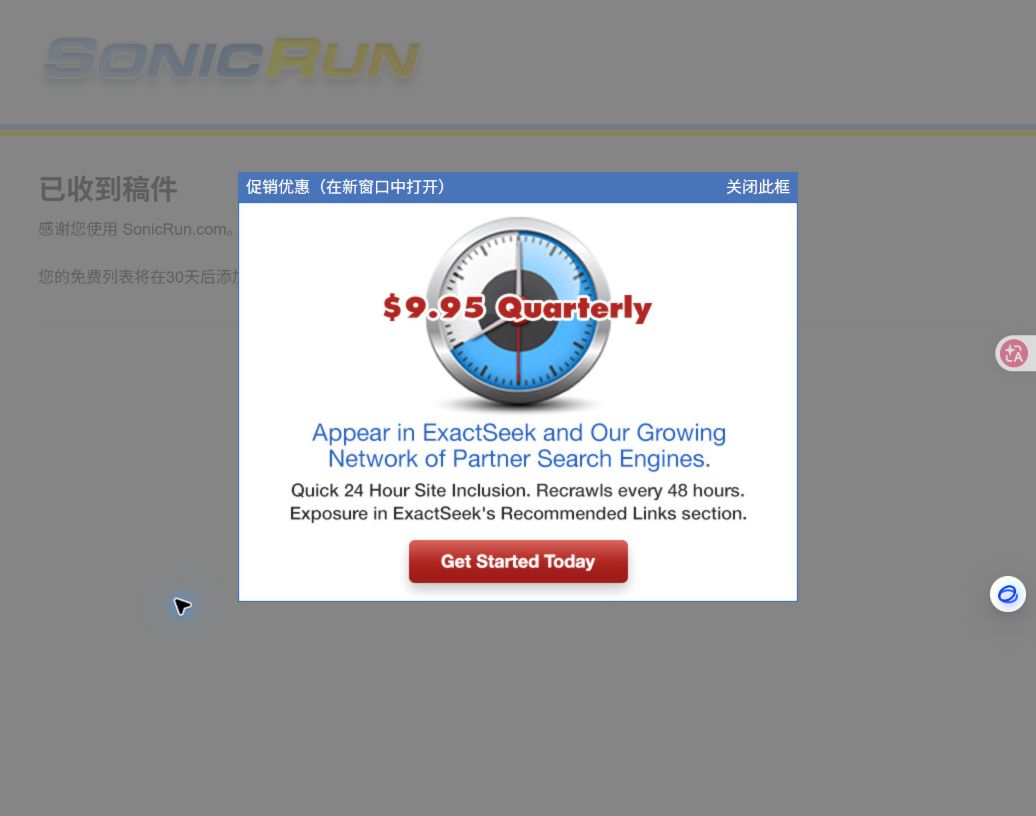 SONICRUN
已收到稿件
感谢您使用 SonicRun.com。
您的免费列表将在30天后添
促销优惠（在新窗口中打开）
关闭此框
$9.95 Quarterly
Appear in ExactSeek and Our Growing
Network of Partner Search Engines.
Quick 24 Hour Site Inclusion. Recrawls every 48 hours.
Exposure in ExactSeek's Recommended Links section.
Get Started Today